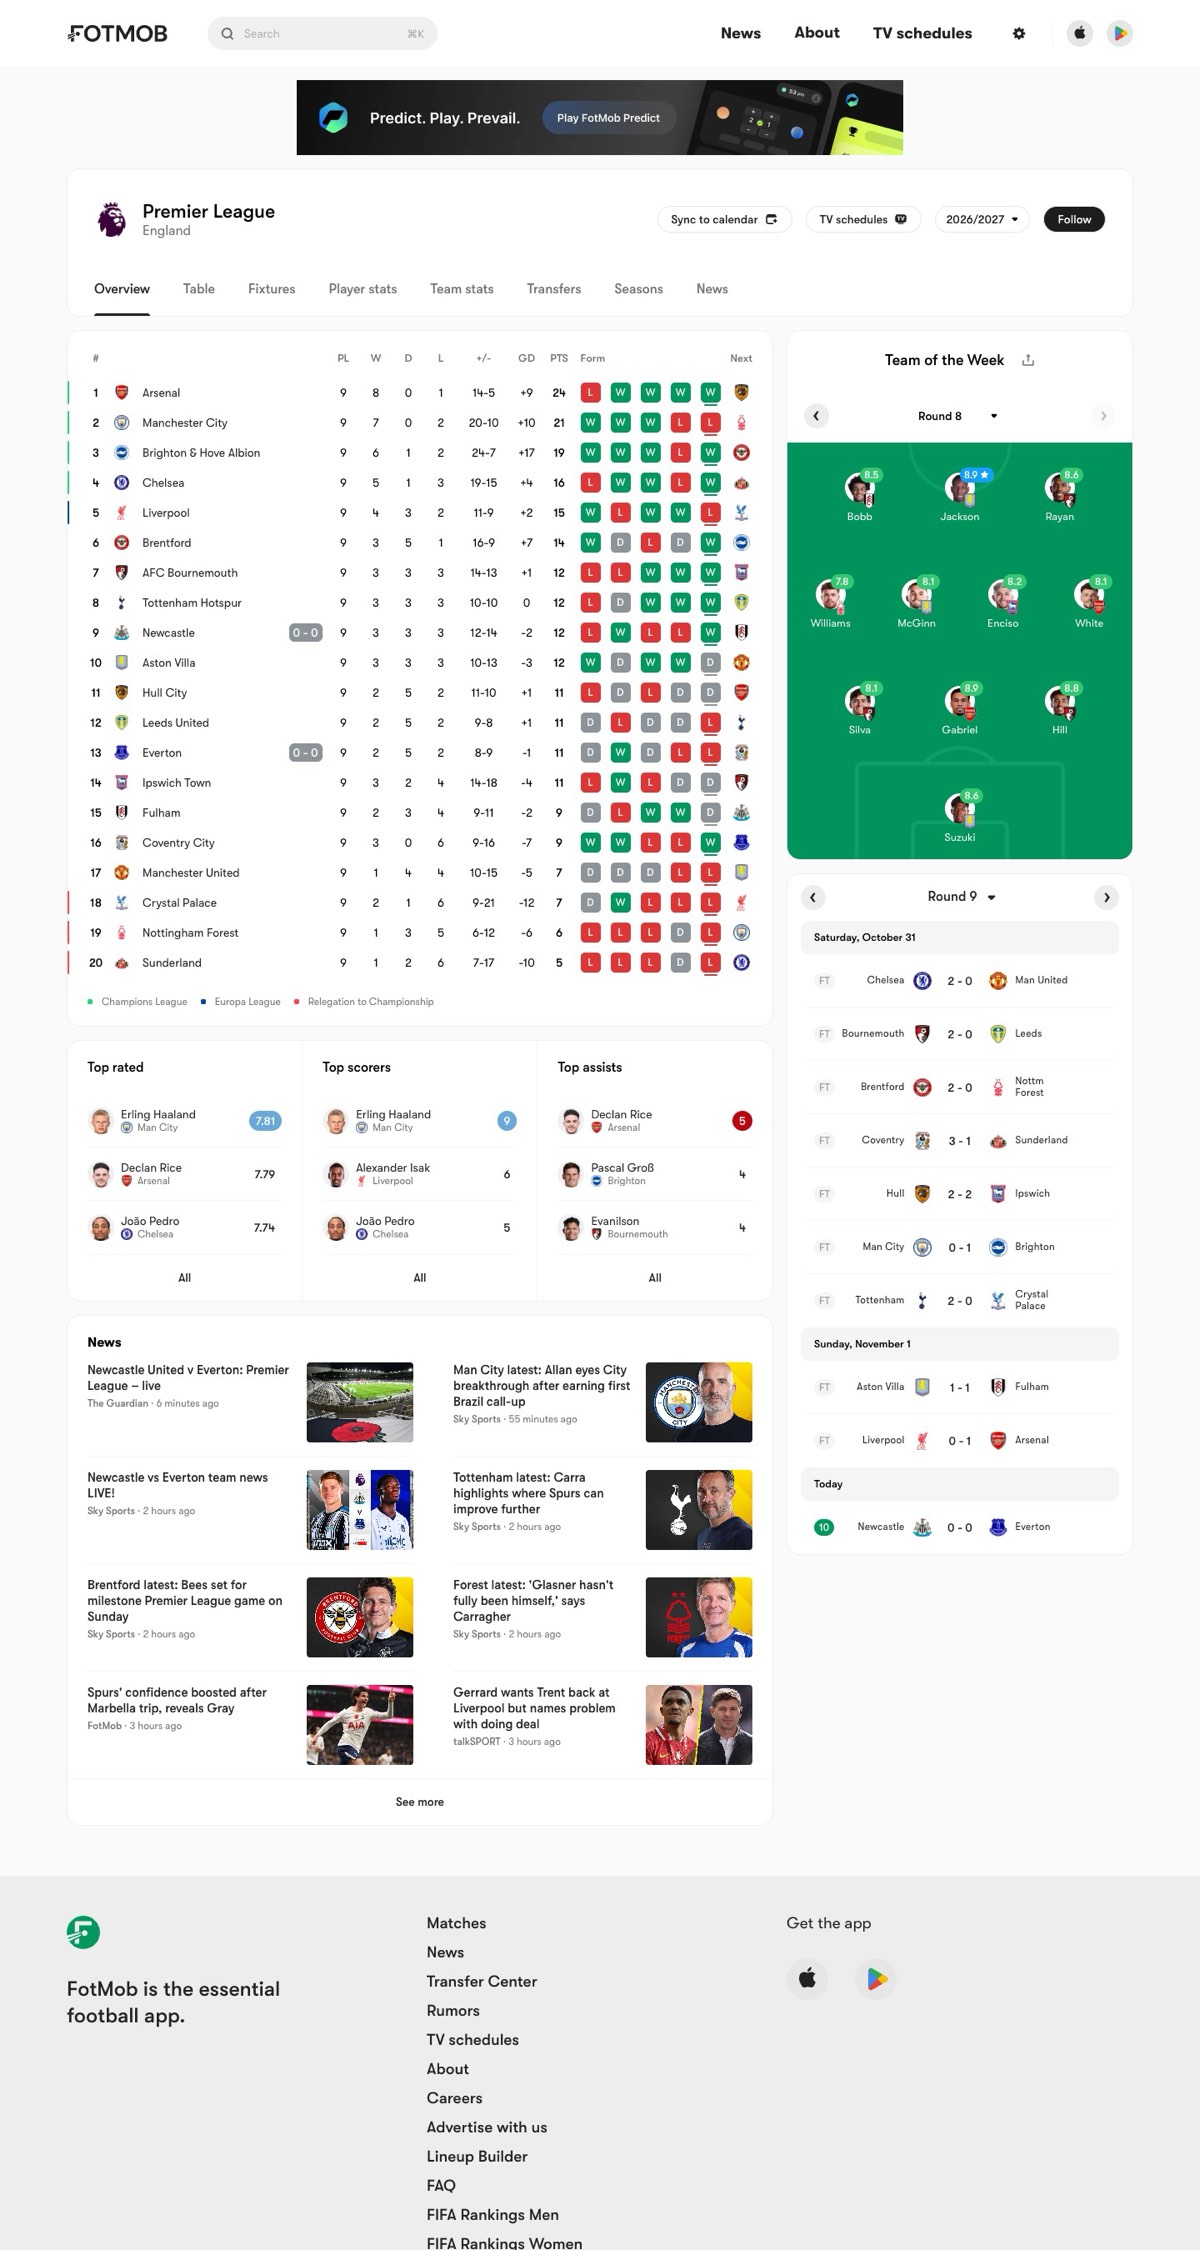 FOTMOB
Search ⌘K
News About TV schedules
Predict. Play. Prevail. Play FotMob Predict
Premier League
England
Sync to calendar TV schedules 2026/2027 Follow
Overview Table Fixtures Player stats Team stats Transfers Seasons News
# PL W D L +/- GD PTS Form Next
1 Arsenal 9 8 0 1 14-5 +9 24 L W W W W
2 Manchester City 9 7 0 2 20-10 +10 21 W W W L L
3 Brighton & Hove Albion 9 6 1 2 24-7 +17 19 W W W L W
4 Chelsea 9 5 1 3 19-15 +4 16 L W W L W
5 Liverpool 9 4 3 2 11-9 +2 15 W L W W L
6 Brentford 9 3 5 1 16-9 +7 14 W D L D W
7 AFC Bournemouth 9 3 3 3 14-13 +1 12 L L W W W
8 Tottenham Hotspur 9 3 3 3 10-10 0 12 L D W W W
9 Newcastle 0 - 0 9 3 3 3 12-14 -2 12 L W L L W
10 Aston Villa 9 3 3 3 10-13 -3 12 W D W W D
11 Hull City 9 2 5 2 11-10 +1 11 L D L D D
12 Leeds United 9 2 5 2 9-8 +1 11 D L D D L
13 Everton 0 - 0 9 2 5 2 8-9 -1 11 D W D L L
14 Ipswich Town 9 3 2 4 14-18 -4 11 L W L D D
15 Fulham 9 2 3 4 9-11 -2 9 D L W W D
16 Coventry City 9 3 0 6 9-16 -7 9 W W L L W
17 Manchester United 9 1 4 4 10-15 -5 7 D D D L L
18 Crystal Palace 9 2 1 6 9-21 -12 7 D W L L L
19 Nottingham Forest 9 1 3 5 6-12 -6 6 L L L D L
20 Sunderland 9 1 2 6 7-17 -10 5 L L L D L
Champions League Europa League Relegation to Championship
Team of the Week
Round 8
8.5 8.9 8.6
Bobb Jackson Rayan
7.8 8.1 8.2 8.1
Williams McGinn Enciso White
8.1 8.9 8.8
Silva Gabriel Hill
8.6
Suzuki
Round 9
Saturday, October 31
FT Chelsea 2 - 0 Man United
FT Bournemouth 2 - 0 Leeds
FT Brentford 2 - 0 Nottm
Forest
FT Coventry 3 - 1 Sunderland
FT Hull 2 - 2 Ipswich
FT Man City 0 - 1 Brighton
FT Tottenham 2 - 0 Crystal
Palace
Sunday, November 1
FT Aston Villa 1 - 1 Fulham
FT Liverpool 0 - 1 Arsenal
Today
10 Newcastle 0 - 0 Everton
Top rated
Erling Haaland 7.81
Man City
Declan Rice 7.79
Arsenal
João Pedro 7.74
Chelsea
All
Top scorers
Erling Haaland 9
Man City
Alexander Isak 6
Liverpool
João Pedro 5
Chelsea
All
Top assists
Declan Rice 5
Arsenal
Pascal Groß 4
Brighton
Evanilson 4
Bournemouth
All
News
Newcastle United v Everton: Premier
League – live
The Guardian · 6 minutes ago
Man City latest: Allan eyes City
breakthrough after earning first
Brazil call-up
Sky Sports · 55 minutes ago
MANCHESTER
CITY
Newcastle vs Everton team news
LIVE!
Sky Sports · 2 hours ago
Tottenham latest: Carra
highlights where Spurs can
improve further
Sky Sports · 2 hours ago
Brentford latest: Bees set for
milestone Premier League game on
Sunday
Sky Sports · 2 hours ago
BRENTFORD
FOOTBALL CLUB
Forest latest: 'Glasner hasn't
fully been himself,' says
Carragher
Sky Sports · 2 hours ago
FOREST
Spurs' confidence boosted after
Marbella trip, reveals Gray
FotMob · 3 hours ago
AIA
Gerrard wants Trent back at
Liverpool but names problem
with doing deal
talkSPORT · 3 hours ago
See more
FotMob is the essential
football app.
Matches
News
Transfer Center
Rumors
TV schedules
About
Careers
Advertise with us
Lineup Builder
FAQ
FIFA Rankings Men
FIFA Rankings Women
Get the app